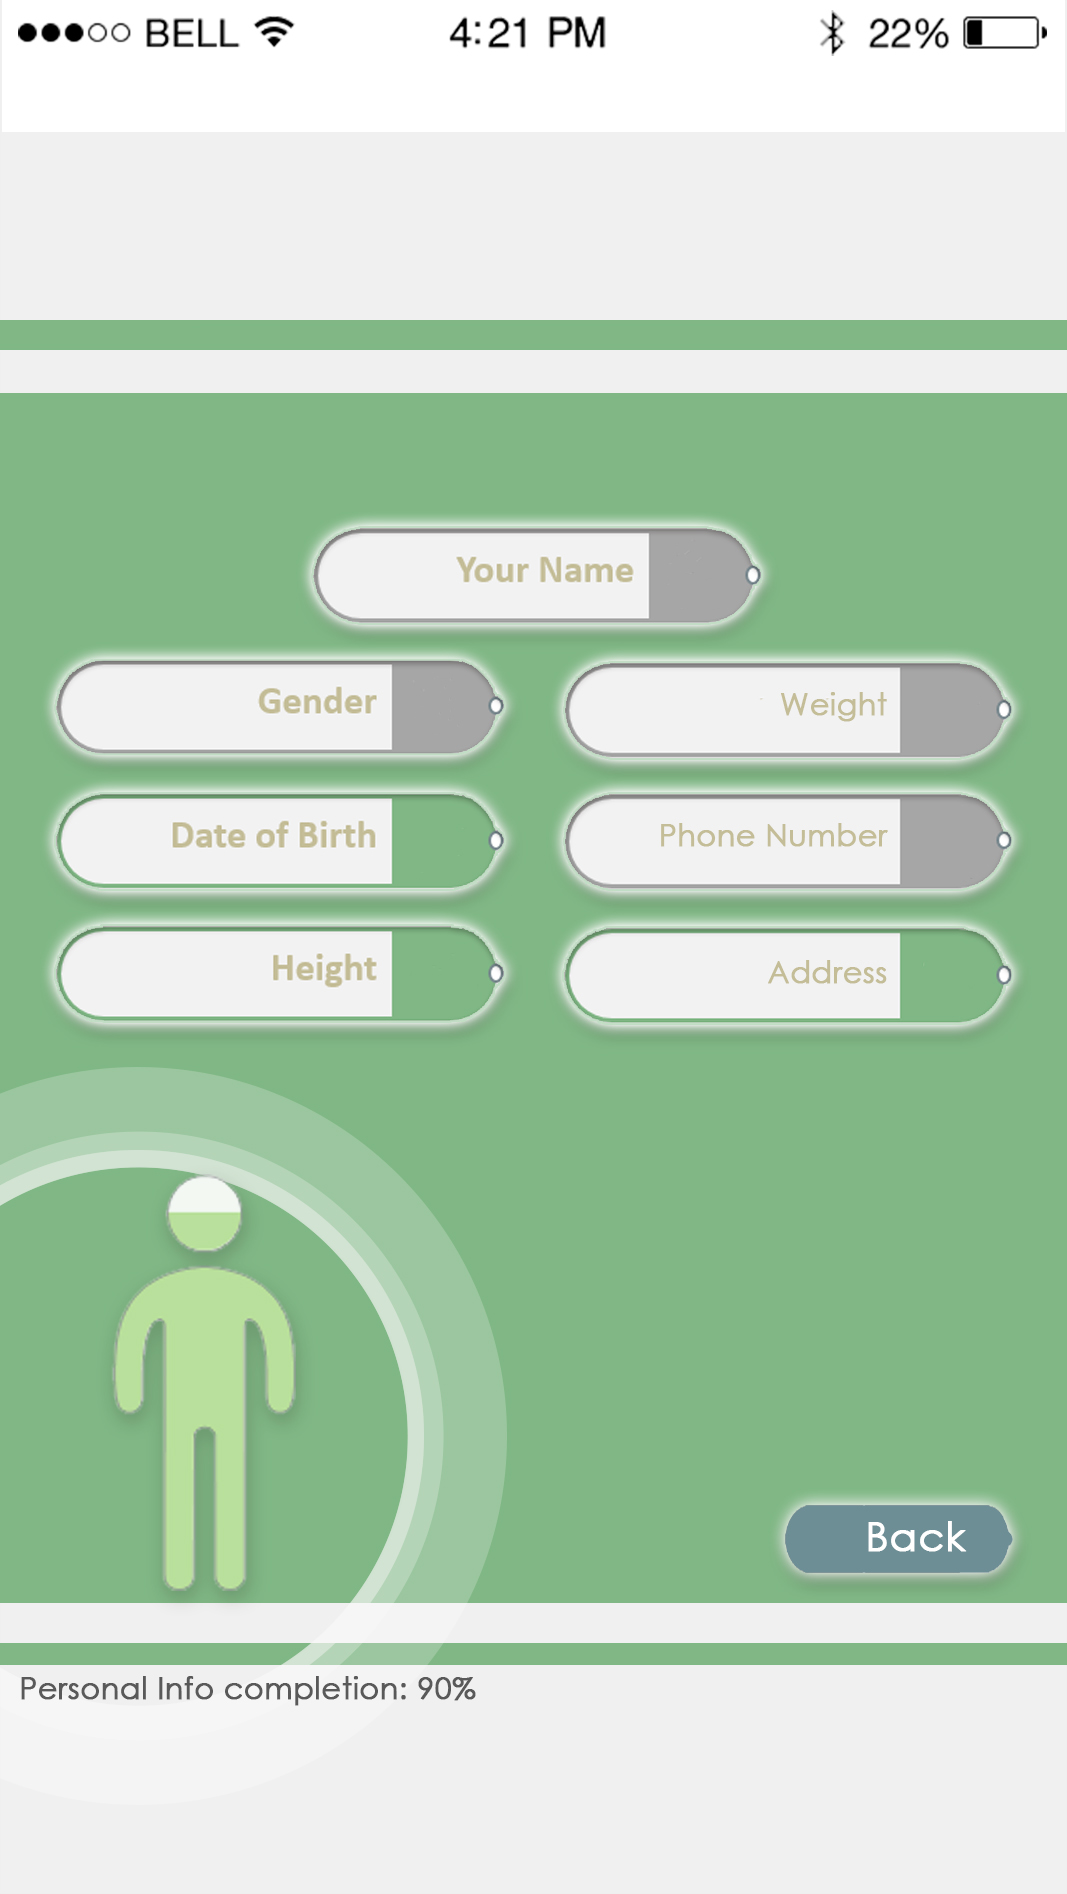 BELL 4:21 PM 22%
Your Name
Gender
Weight
Date of Birth
Phone Number
Height
Address
Back
Personal Info completion: 90%